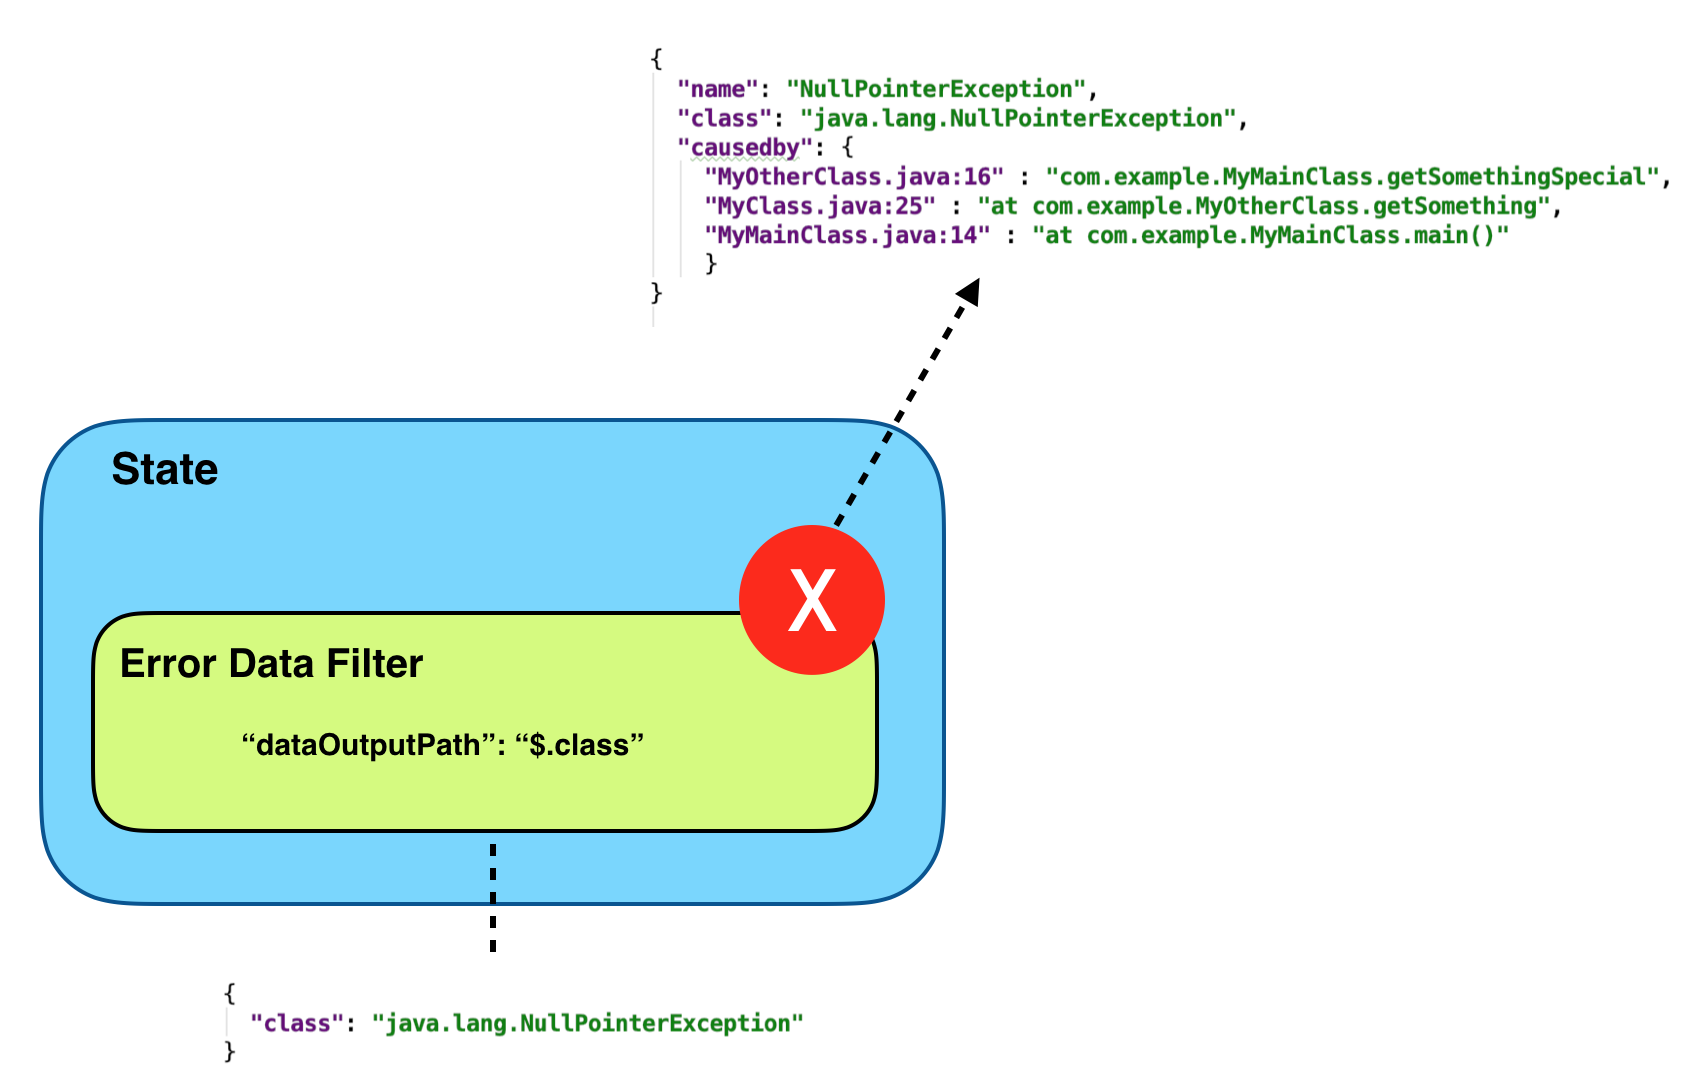 {
"name": "NullPointerException",
"class": "java.lang.NullPointerException",
"causedby": {
"MyOtherClass.java:16" : "com.example.MyMainClass.getSomethingSpecial",
"MyClass.java:25" : "at com.example.MyOtherClass.getSomething",
"MyMainClass.java:14" : "at com.example.MyMainClass.main()"
}
}
State
X
Error Data Filter
“dataOutputPath”: “$.class”
{
"class": "java.lang.NullPointerException"
}